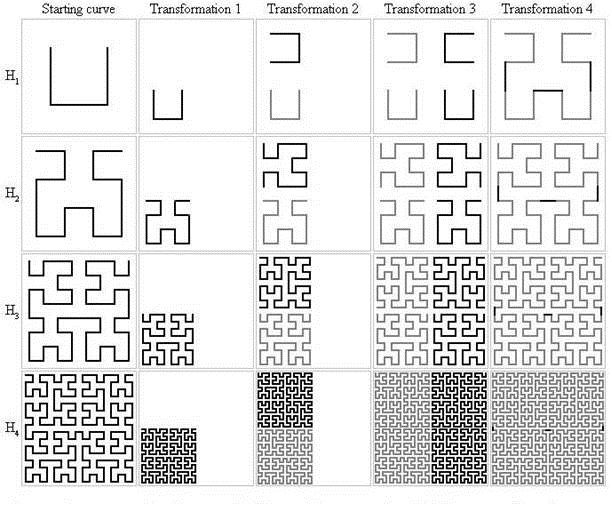 Starting curve Transformation 1 Transformation 2 Transformation 3 Transformation 4
H1
H2
H3
H4